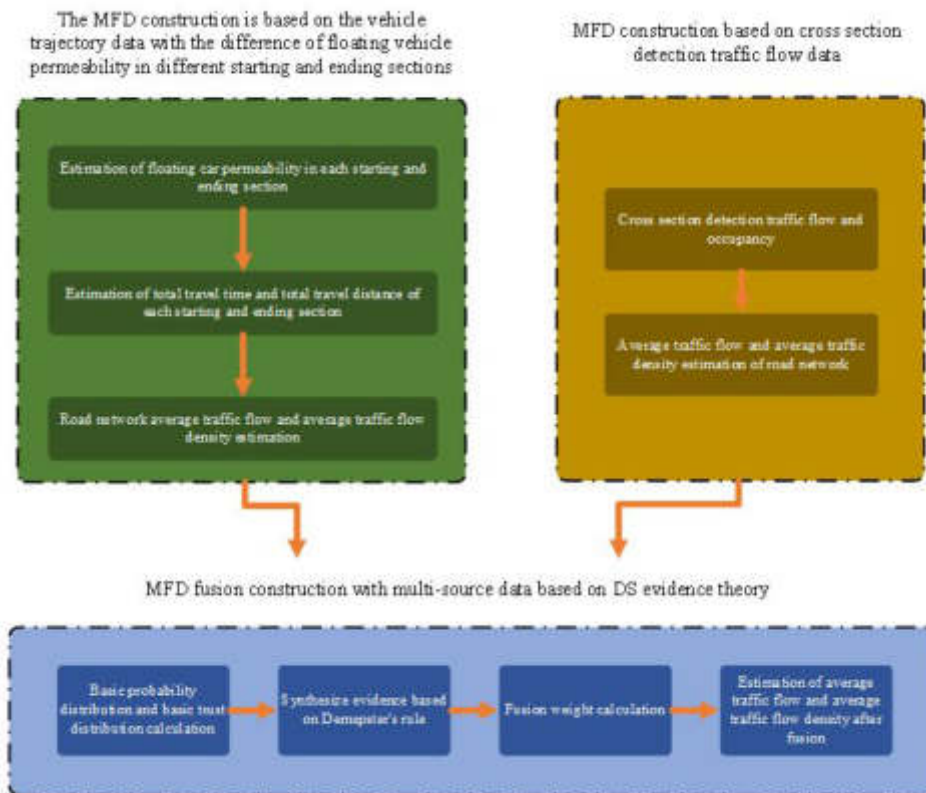 The MFD construction is based on the vehicle
trajectory data with the difference of floating vehicle
permeability in different starting and ending sections
Estimation of floating car permeability in each starting and
ending section
Estimation of total travel time and total travel distance of
each starting and ending section
Road network average traffic flow and average traffic flow
density estimation
MFD construction based on cross section
detection traffic flow data
Cross section detection traffic flow and
occupancy
Average traffic flow and average traffic
density estimation of road network
MFD fusion construction with multi-source data based on DS evidence theory
Basic probability
distribution and basic trust
distribution calculation
Synthesize evidence based
on Dempster's rule
Fusion weight calculation
Estimation of average
traffic flow and average
traffic flow density after
fusion